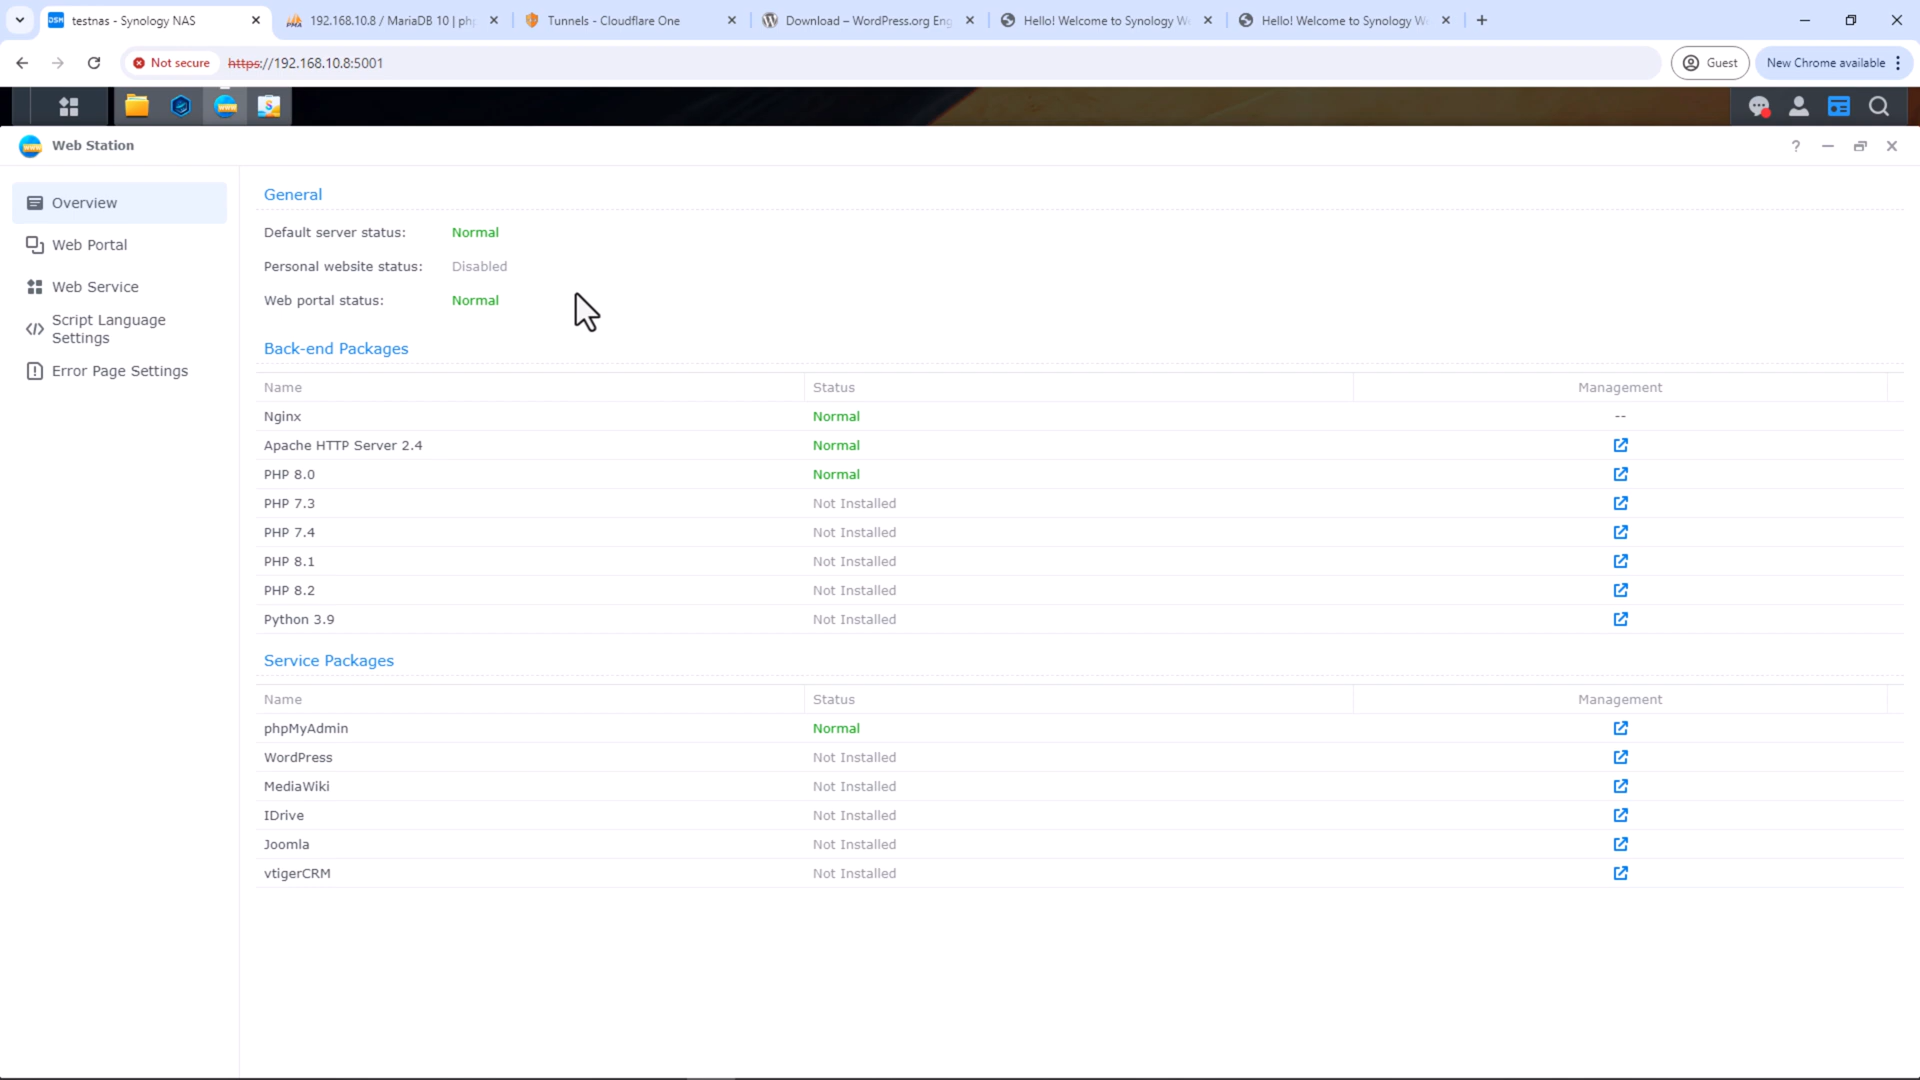 testnas - Synology NAS
192.168.10.8 / MariaDB 10 | ph
Tunnels - Cloudflare One
Download – WordPress.org Eng
Hello! Welcome to Synology W
Hello! Welcome to Synology W
Not secure
https://192.168.10.8:5001
Guest
New Chrome available
Web Station
Overview
Web Portal
Web Service
Script Language
Settings
Error Page Settings
General
Default server status: Normal
Personal website status: Disabled
Web portal status: Normal
Back-end Packages
Name Status Management
Nginx Normal --
Apache HTTP Server 2.4 Normal
PHP 8.0 Normal
PHP 7.3 Not Installed
PHP 7.4 Not Installed
PHP 8.1 Not Installed
PHP 8.2 Not Installed
Python 3.9 Not Installed
Service Packages
Name Status Management
phpMyAdmin Normal
WordPress Not Installed
MediaWiki Not Installed
IDrive Not Installed
Joomla Not Installed
vtigerCRM Not Installed